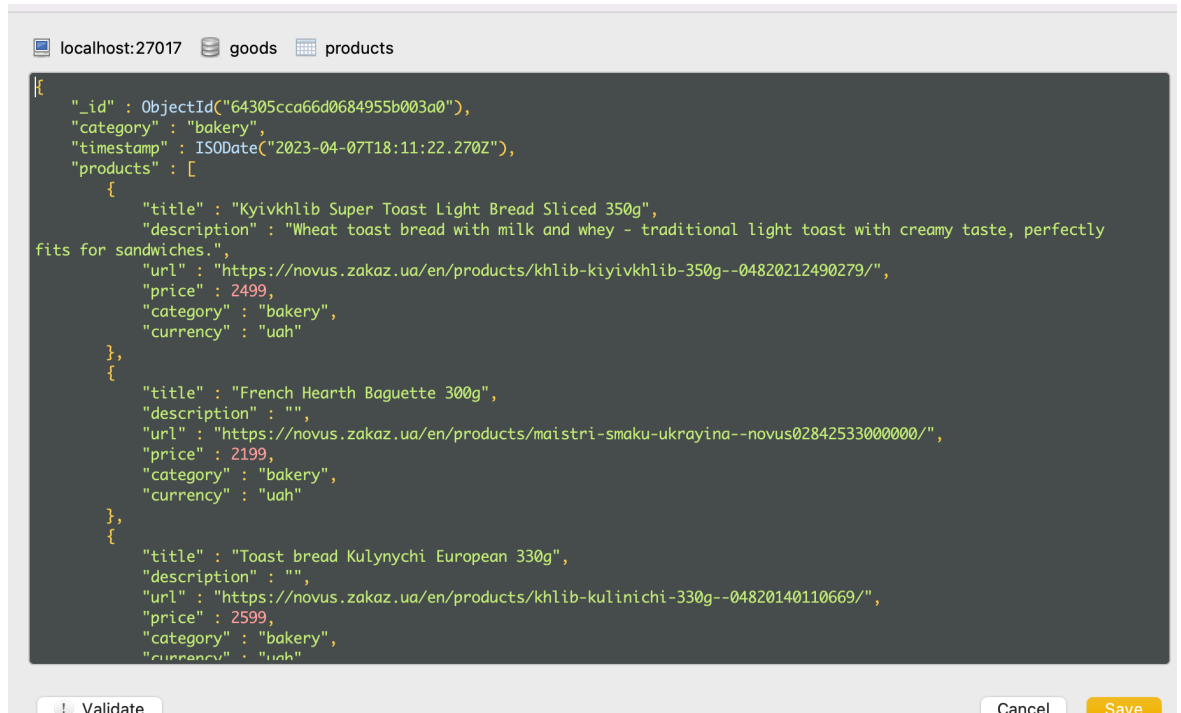 localhost:27017 goods products
{
"_id" : ObjectId("64305cca66d0684955b003a0"),
"category" : "bakery",
"timestamp" : ISODate("2023-04-07T18:11:22.270Z"),
"products" : [
{
"title" : "Kyivkhlib Super Toast Light Bread Sliced 350g",
"description" : "Wheat toast bread with milk and whey - traditional light toast with creamy taste, perfectly
fits for sandwiches.",
"url" : "https://novus.zakaz.ua/en/products/khlib-kiyivkhlib-350g--04820212490279/",
"price" : 2499,
"category" : "bakery",
"currency" : "uah"
},
{
"title" : "French Hearth Baguette 300g",
"description" : "",
"url" : "https://novus.zakaz.ua/en/products/maistri-smaku-ukrayina--novus02842533000000/",
"price" : 2199,
"category" : "bakery",
"currency" : "uah"
},
{
"title" : "Toast bread Kulynychi European 330g",
"description" : "",
"url" : "https://novus.zakaz.ua/en/products/khlib-kulinichi-330g--04820140110669/",
"price" : 2599,
"category" : "bakery",
"currency" : "uah"
! Validate Cancel Save